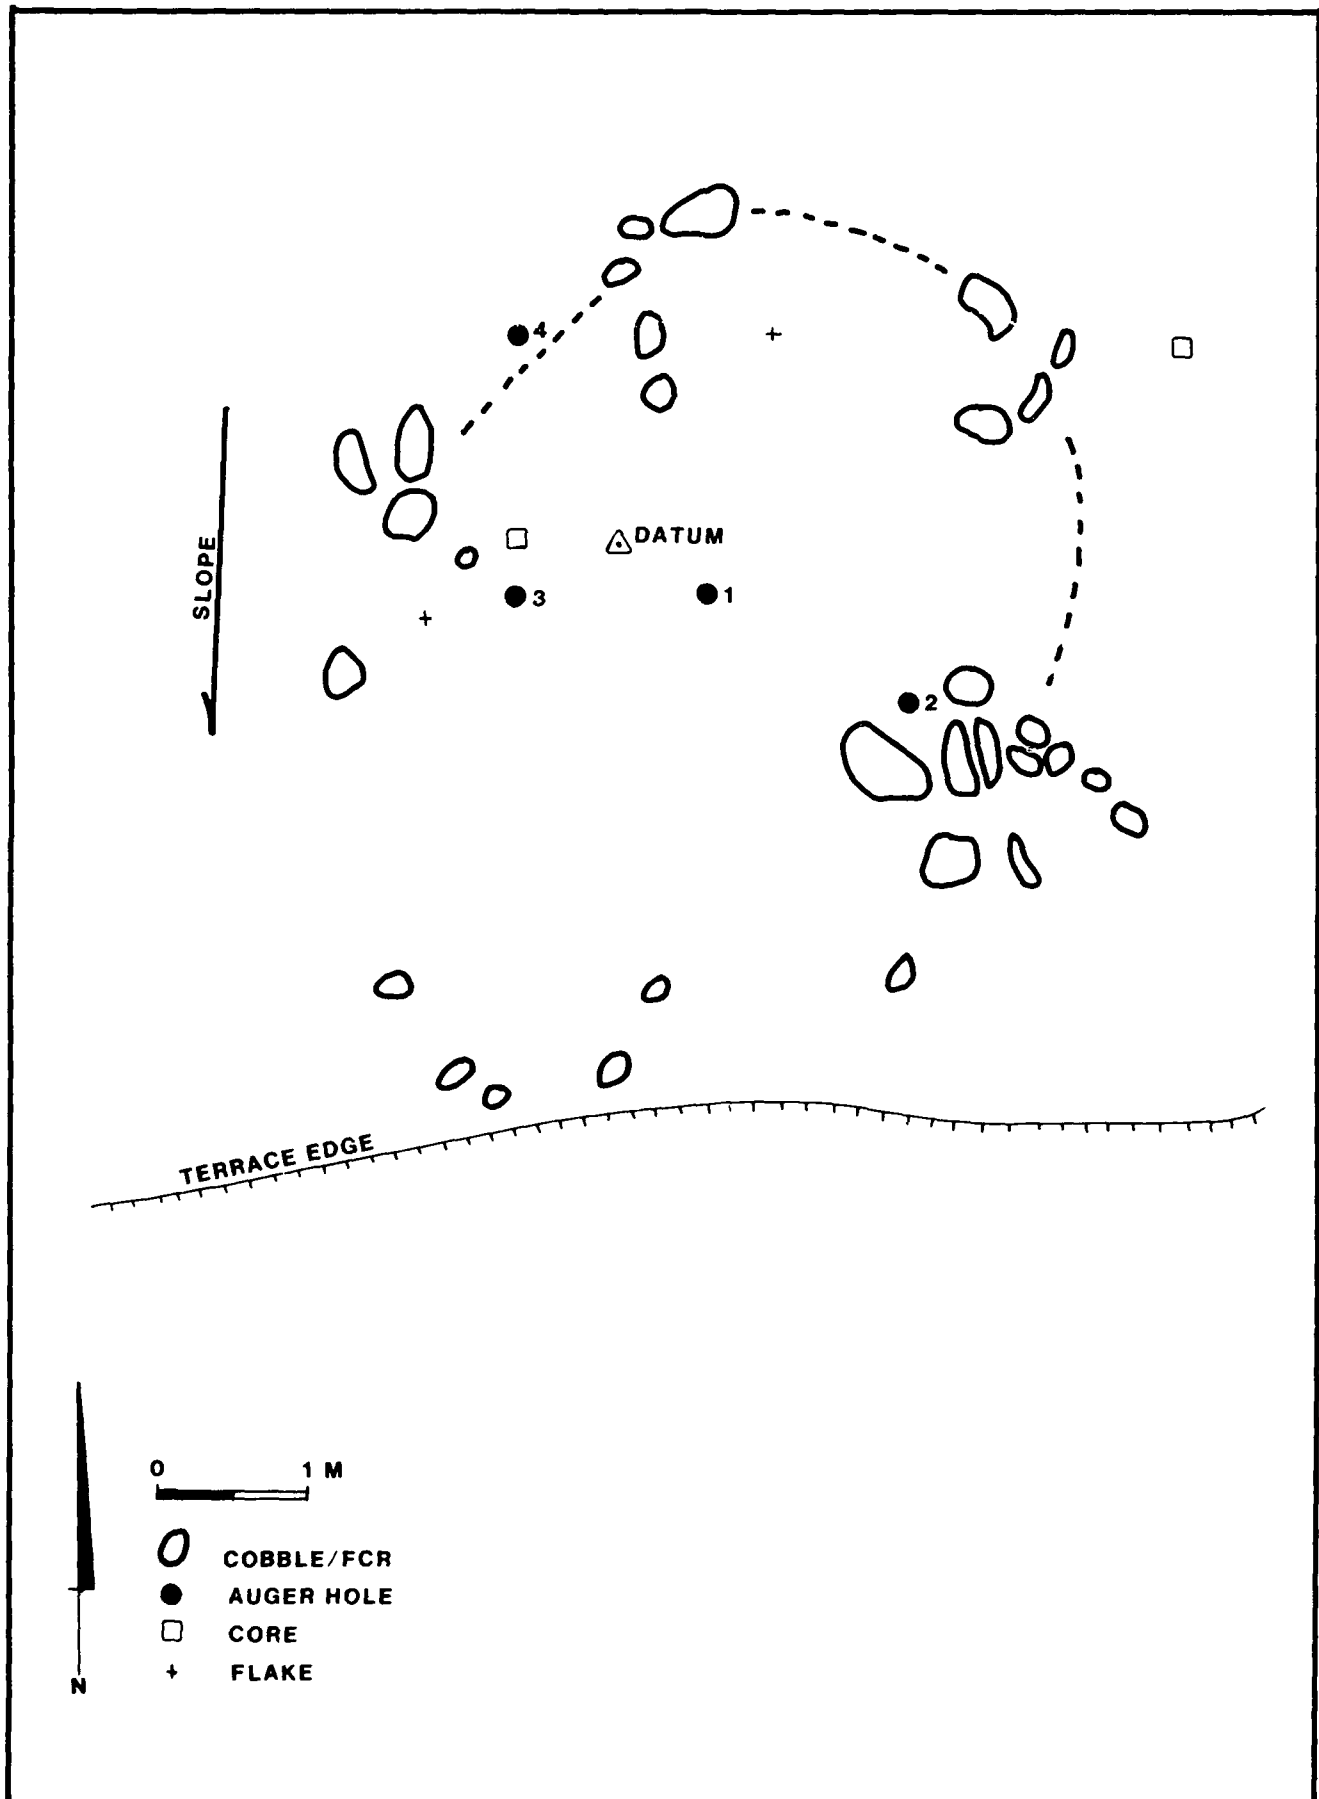 4
SLOPE
DATUM
3
1
2
TERRACE EDGE
0 1 M
COBBLE/FCR
AUGER HOLE
CORE
FLAKE
N